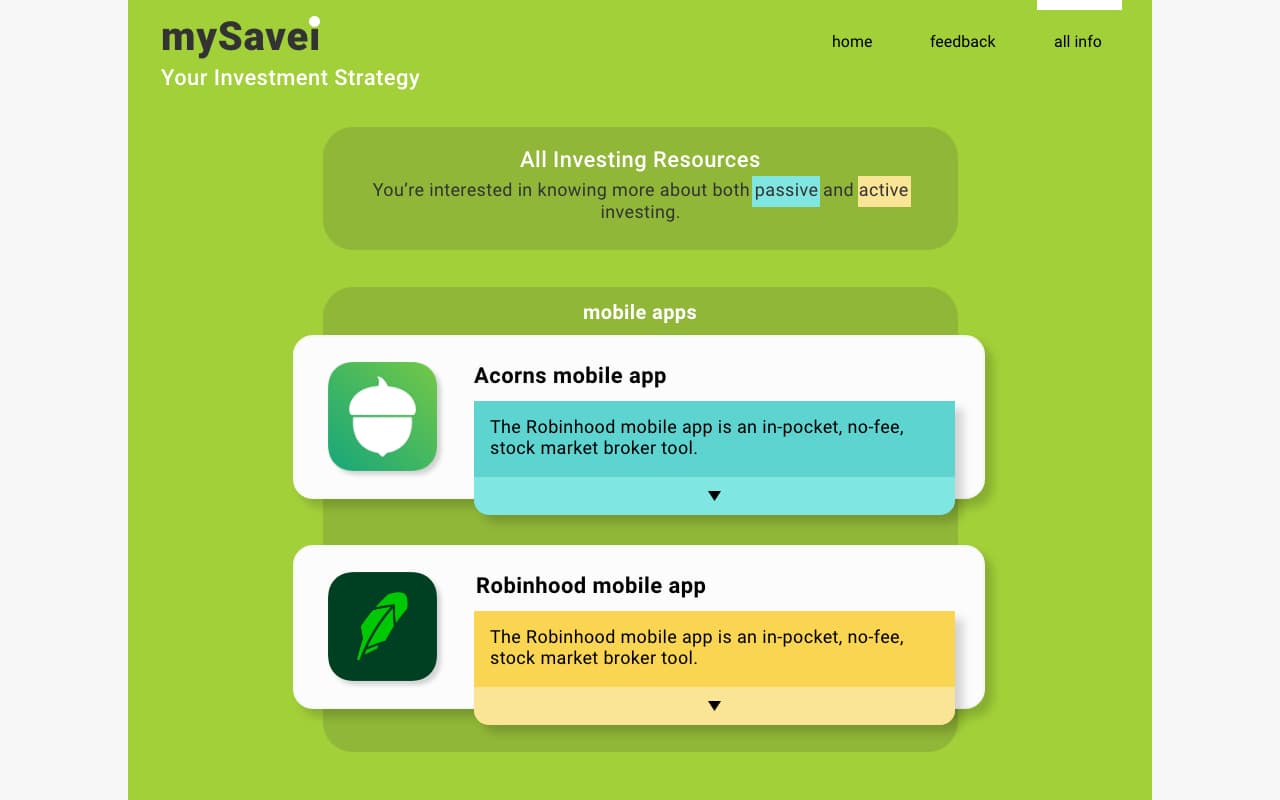 mySavei
Your Investment Strategy
home
feedback
all info
All Investing Resources
You’re interested in knowing more about both passive and active
investing.
mobile apps
Acorns mobile app
The Robinhood mobile app is an in-pocket, no-fee,
stock market broker tool.
Robinhood mobile app
The Robinhood mobile app is an in-pocket, no-fee,
stock market broker tool.